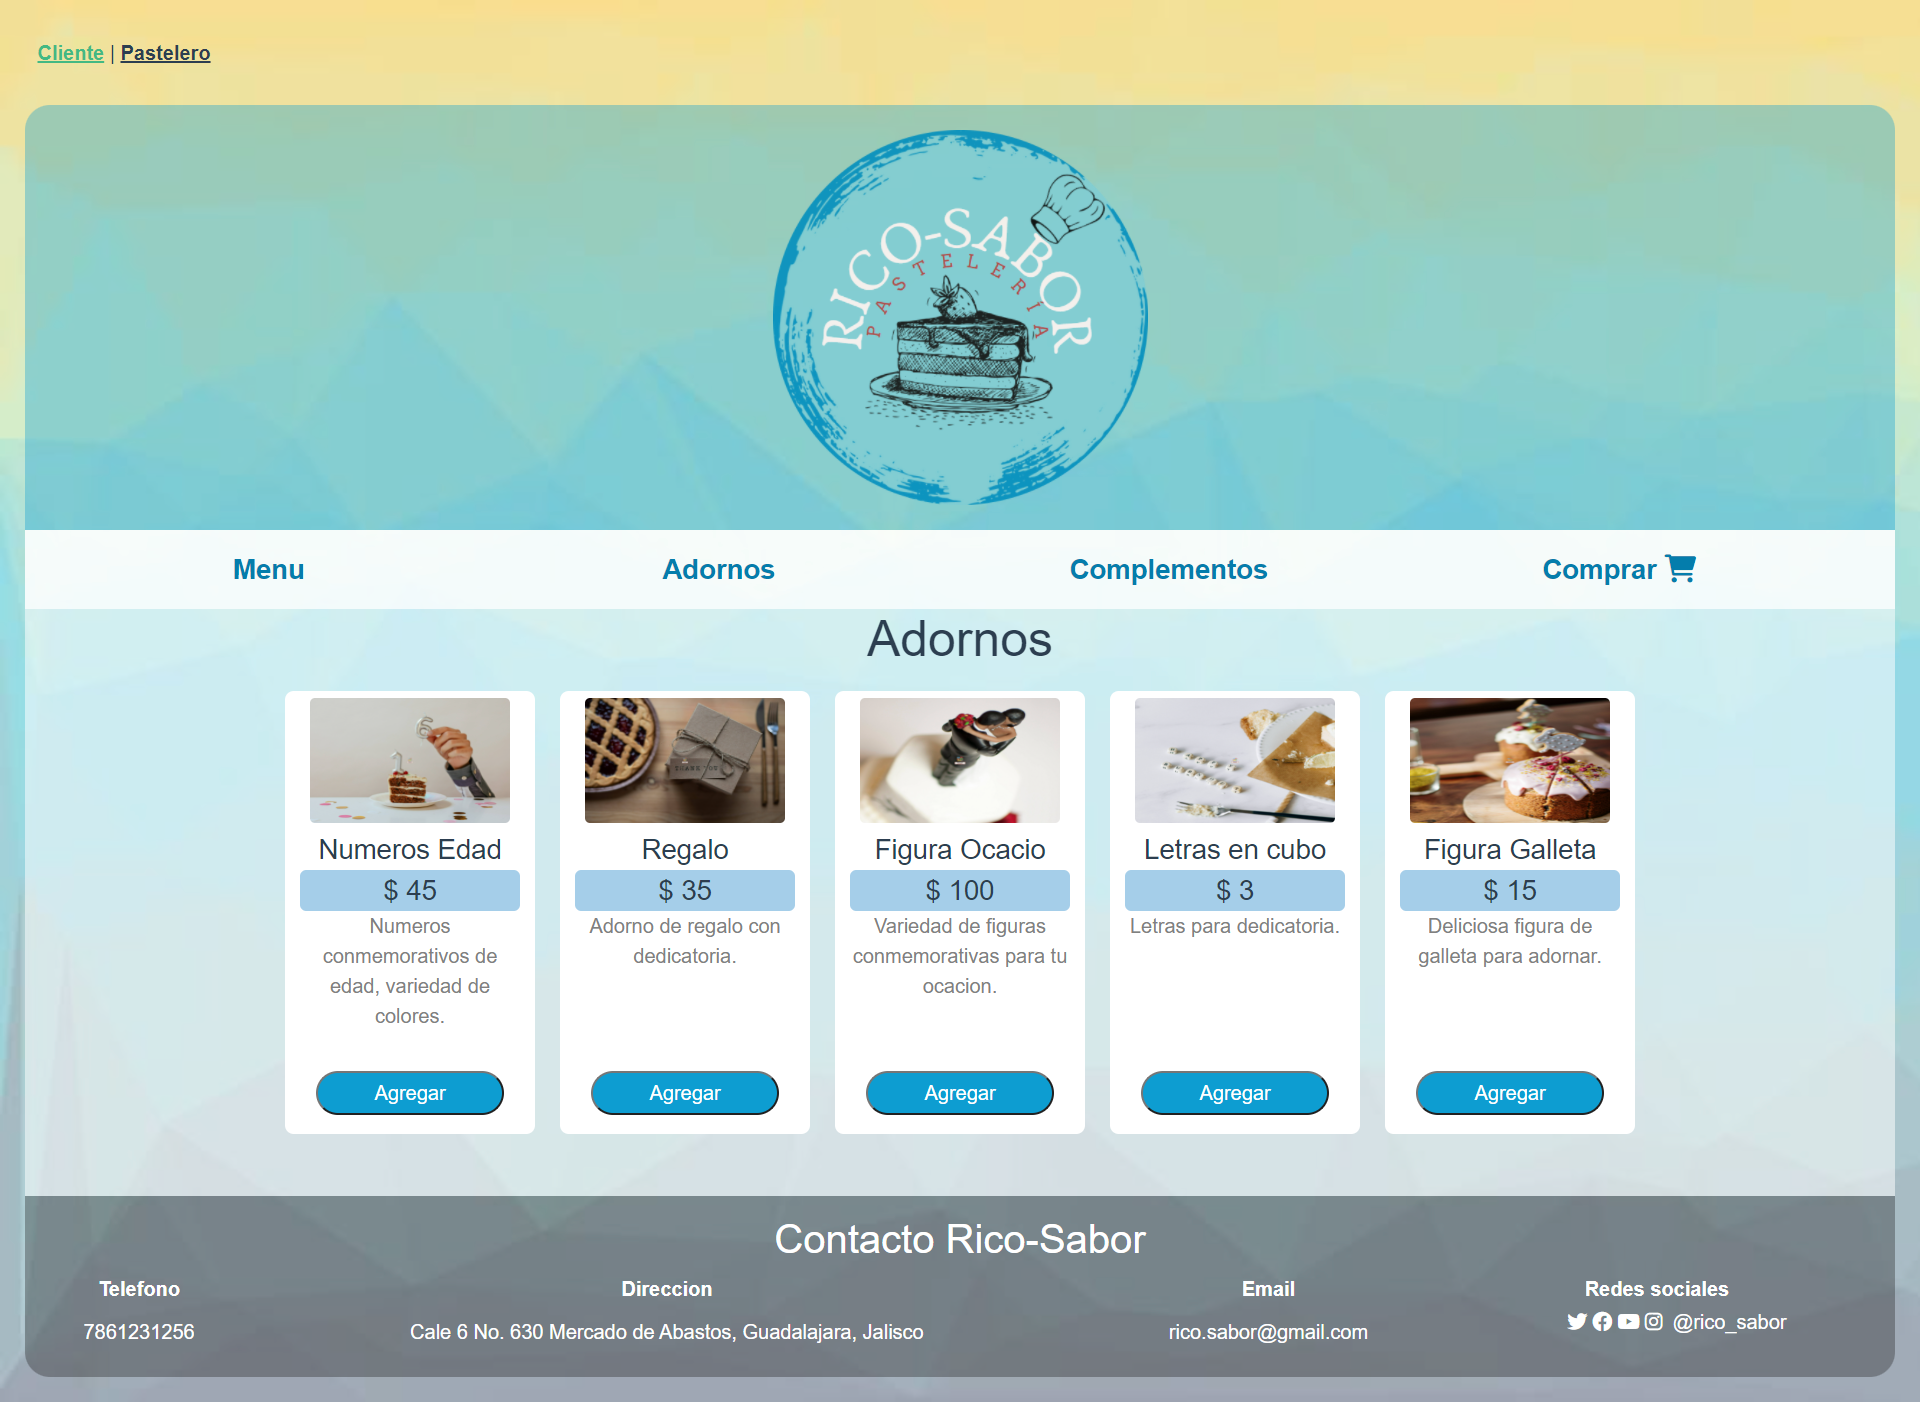 Cliente | Pastelero
RICO-SABOR
PASTELERÍA
Menu
Adornos
Complementos
Comprar
Adornos
Numeros Edad
$ 45
Numeros
conmemorativos de
edad, variedad de
colores.
Agregar
THANK YOU
Regalo
$ 35
Adorno de regalo con
dedicatoria.
Agregar
Figura Ocacio
$ 100
Variedad de figuras
conmemorativas para tu
ocacion.
Agregar
Letras en cubo
$ 3
Letras para dedicatoria.
Agregar
Figura Galleta
$ 15
Deliciosa figura de
galleta para adornar.
Agregar
Contacto Rico-Sabor
Telefono
7861231256
Direccion
Cale 6 No. 630 Mercado de Abastos, Guadalajara, Jalisco
Email
rico.sabor@gmail.com
Redes sociales
@rico_sabor